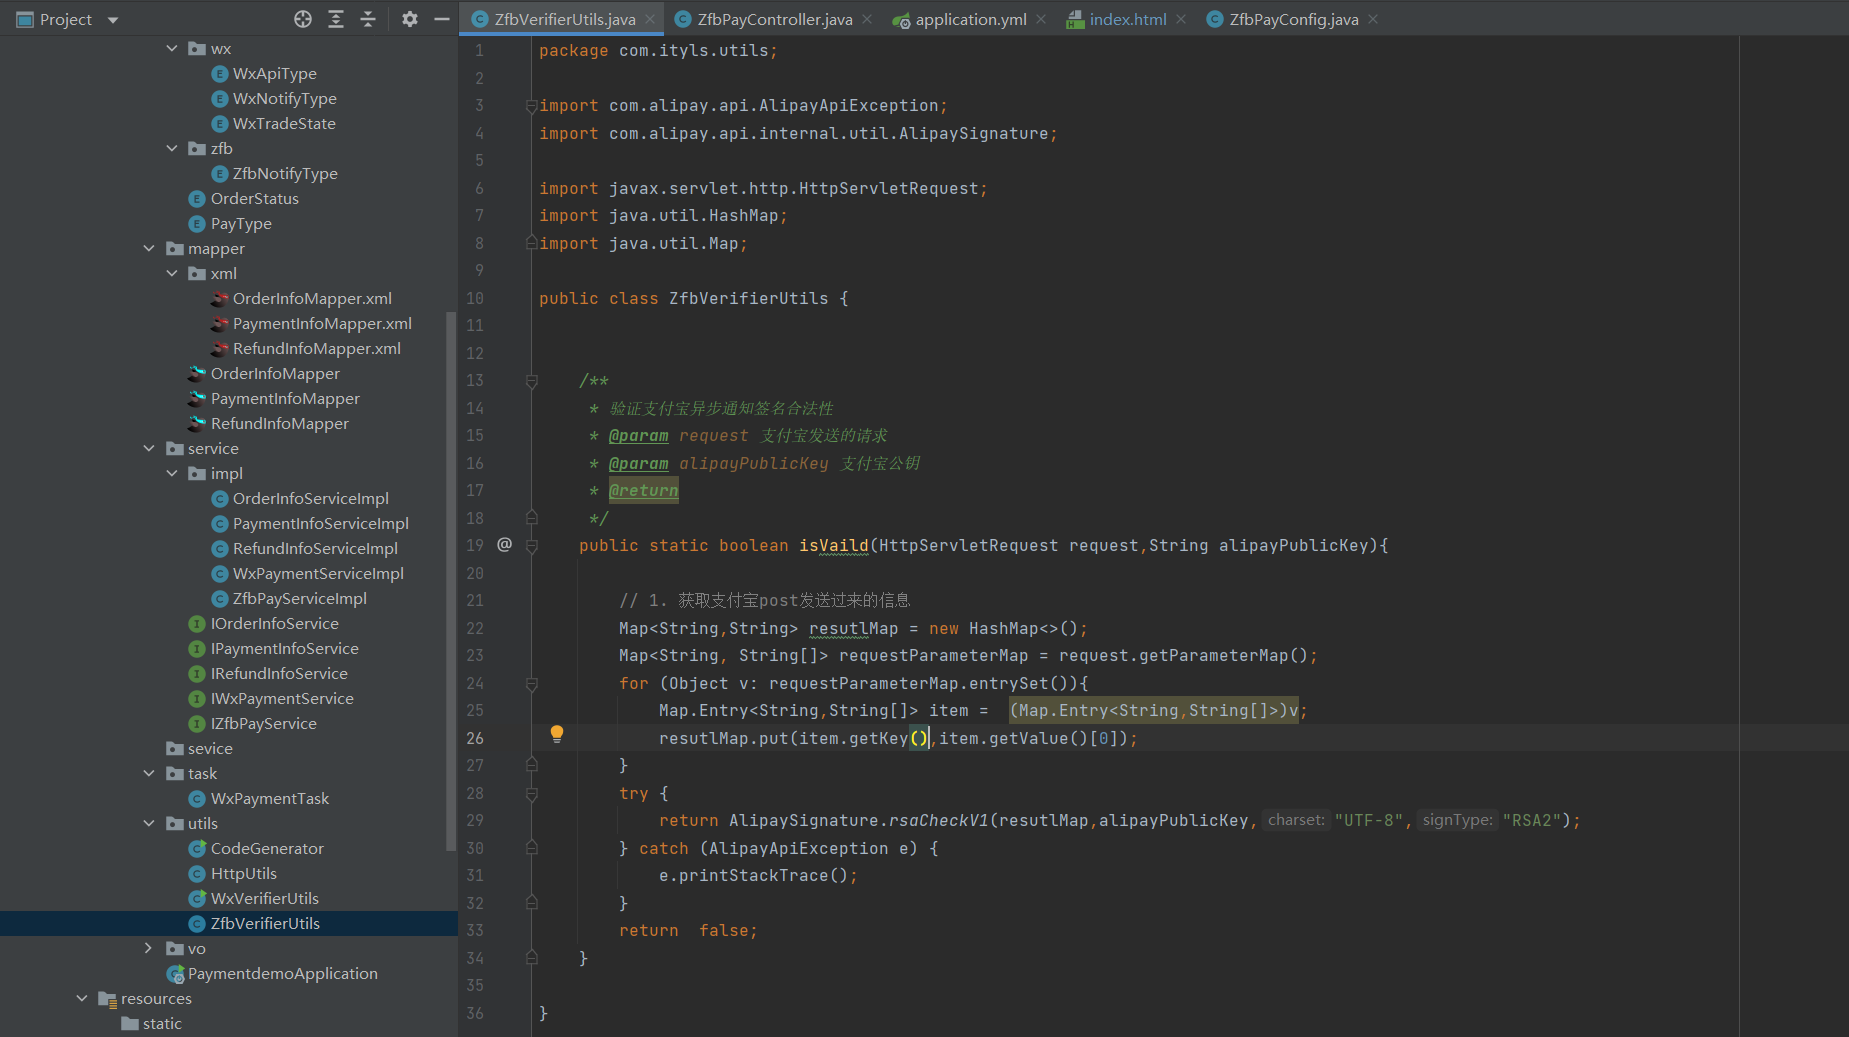 Project
wx
WxApiType
WxNotifyType
WxTradeState
zfb
ZfbNotifyType
OrderStatus
PayType
mapper
xml
OrderInfoMapper.xml
PaymentInfoMapper.xml
RefundInfoMapper.xml
OrderInfoMapper
PaymentInfoMapper
RefundInfoMapper
service
impl
OrderInfoServiceImpl
PaymentInfoServiceImpl
RefundInfoServiceImpl
WxPaymentServiceImpl
ZfbPayServiceImpl
IOrderInfoService
IPaymentInfoService
IRefundInfoService
IWxPaymentService
IZfbPayService
sevice
task
WxPaymentTask
utils
CodeGenerator
HttpUtils
WxVerifierUtils
ZfbVerifierUtils
vo
PaymentdemoApplication
resources
static
ZfbVerifierUtils.java ZfbPayController.java application.yml index.html ZfbPayConfig.java
1 package com.ityls.utils;
2
3 import com.alipay.api.AlipayApiException;
4 import com.alipay.api.internal.util.AlipaySignature;
5
6 import javax.servlet.http.HttpServletRequest;
7 import java.util.HashMap;
8 import java.util.Map;
9
10 public class ZfbVerifierUtils {
11
12
13 /**
14 * 验证支付宝异步通知签名合法性
15 * @param request 支付宝发送的请求
16 * @param alipayPublicKey 支付宝公钥
17 * @return
18 */
19 @ public static boolean isVaild(HttpServletRequest request,String alipayPublicKey){
20
21 // 1. 获取支付宝post发送过来的信息
22 Map<String,String> resutlMap = new HashMap<>();
23 Map<String, String[]> requestParameterMap = request.getParameterMap();
24 for (Object v: requestParameterMap.entrySet()){
25 Map.Entry<String,String[]> item =  (Map.Entry<String,String[]>)v;
26 resutlMap.put(item.getKey(),item.getValue()[0]);
27 }
28 try {
29 return AlipaySignature.rsaCheckV1(resutlMap,alipayPublicKey, charset: "UTF-8", signType: "RSA2");
30 } catch (AlipayApiException e) {
31 e.printStackTrace();
32 }
33 return  false;
34 }
35
36 }